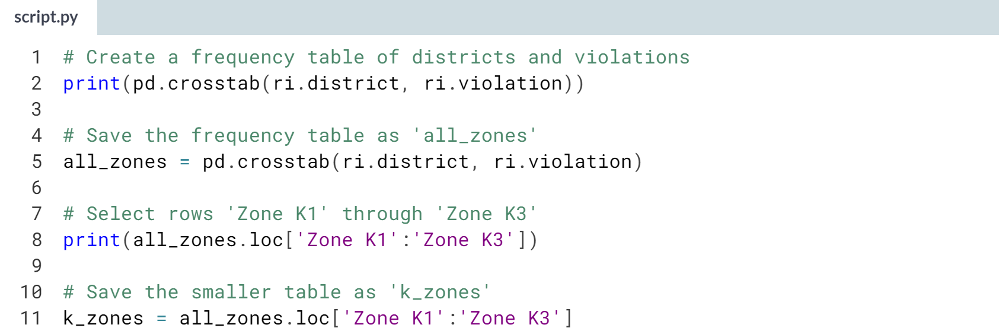 script.py
1 # Create a frequency table of districts and violations
2 print(pd.crosstab(ri.district, ri.violation))
3
4 # Save the frequency table as 'all_zones'
5 all_zones = pd.crosstab(ri.district, ri.violation)
6
7 # Select rows 'Zone K1' through 'Zone K3'
8 print(all_zones.loc['Zone K1':'Zone K3'])
9
10 # Save the smaller table as 'k_zones'
11 k_zones = all_zones.loc['Zone K1':'Zone K3']